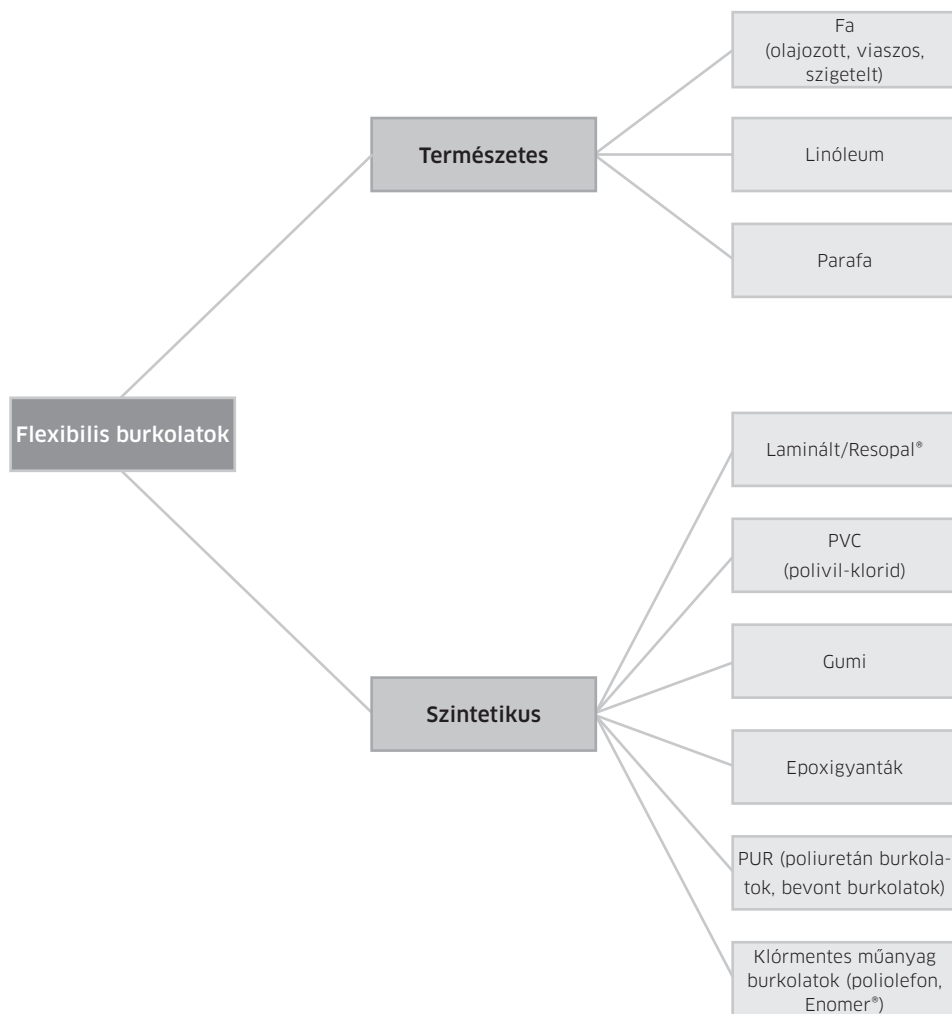 Flexibilis burkolatok
Természetes
Fa
(olajozott, viaszos,
szigetelt)
Linóleum
Parafa
Szintetikus
Laminált/Resopal®
PVC
(polivil-klorid)
Gumi
Epoxigyanták
PUR (poliuretán burkola-
tok, bevont burkolatok)
Klórmentes műanyag
burkolatok (poliolefon,
Enomer®)